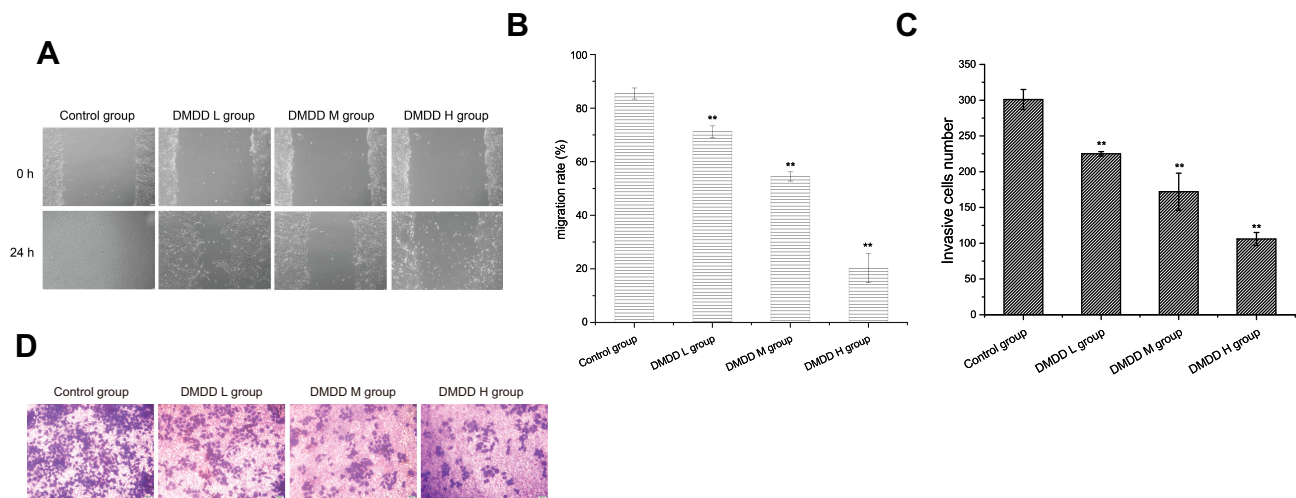 A
Control group DMDD L group DMDD M group DMDD H group
0 h
24 h
B
migration rate (%)
100
80
60
40
20
0
**
**
**
Control group
DMDD L group
DMDD M group
DMDD H group
C
Invasive cells number
350
300
250
200
150
100
50
0
**
**
**
Control group
DMDD L group
DMDD M group
DMDD H group
D
Control group DMDD L group DMDD M group DMDD H group